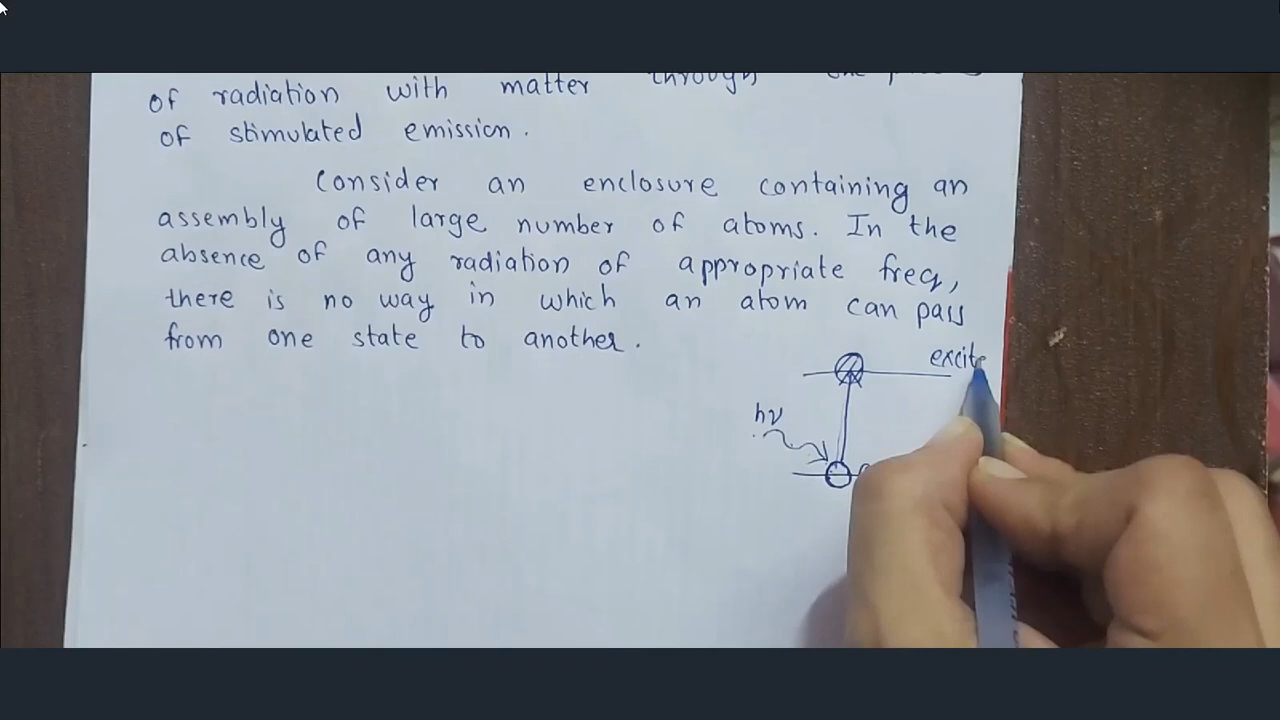 of radiation with matter through
of stimulated emission.
Consider an enclosure containing an
assembly of large number of atoms. In the
absence of any radiation of appropriate freq,
there is no way in which an atom can pass
from one state to another.
excite
hν